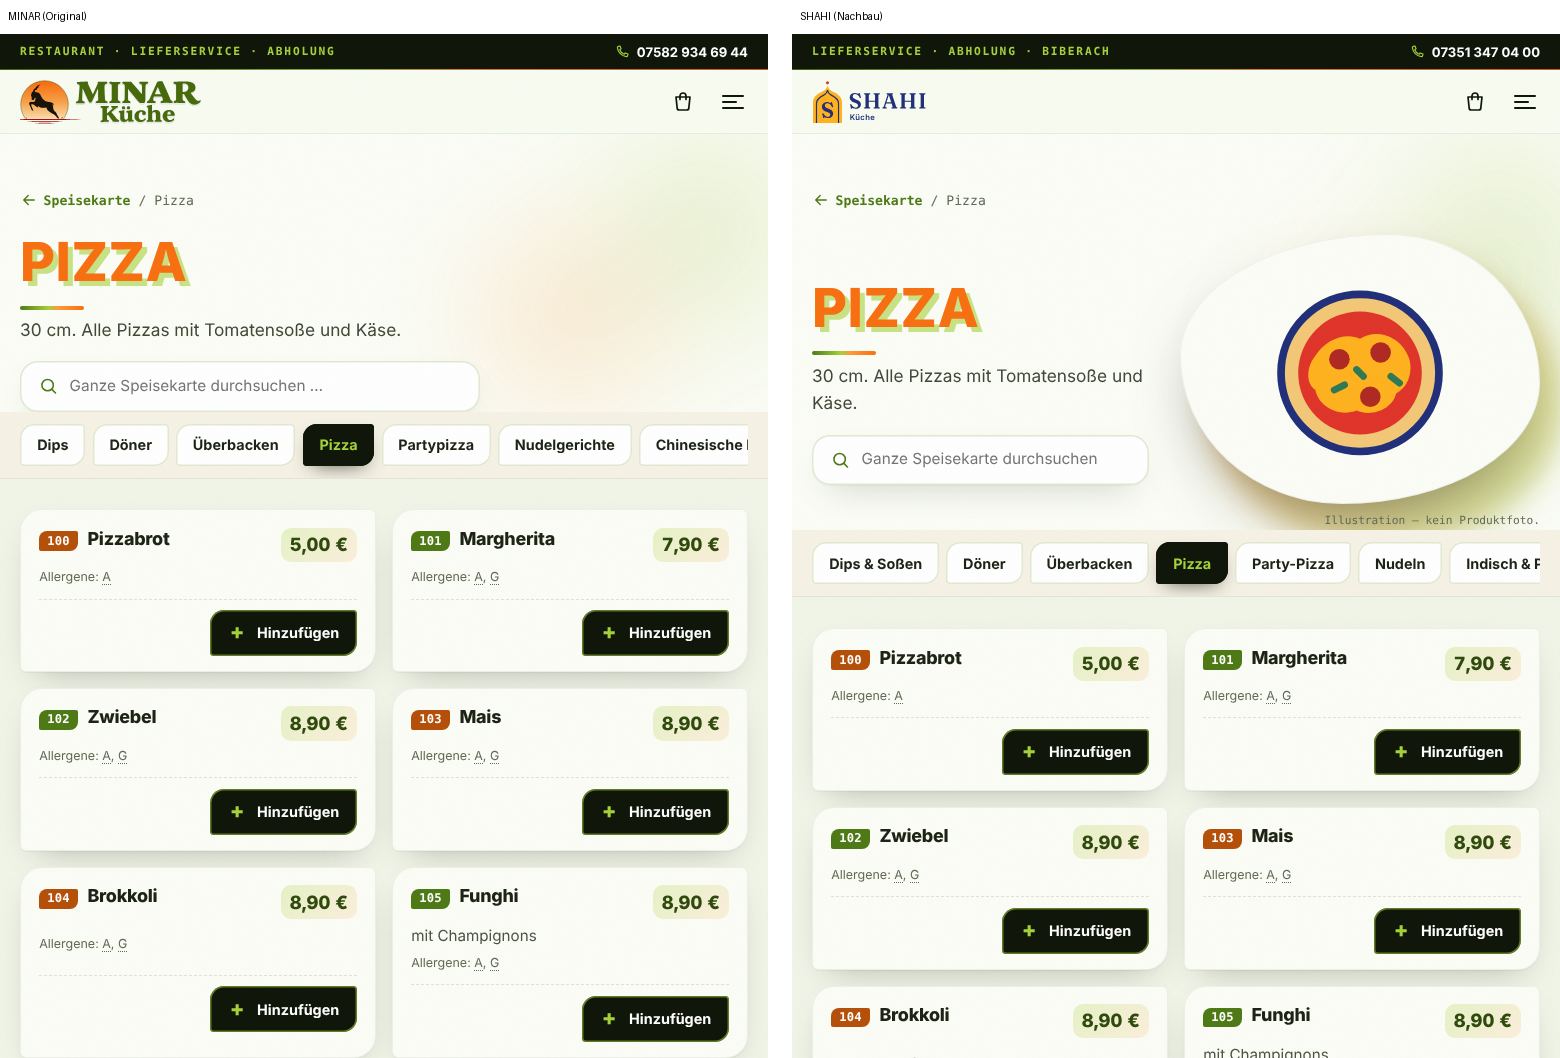 MINAR (Original)
RESTAURANT · LIEFERSERVICE · ABHOLUNG
07582 934 69 44
MINAR
Küche
← Speisekarte / Pizza
PIZZA
30 cm. Alle Pizzas mit Tomatensoße und Käse.
Ganze Speisekarte durchsuchen ...
Dips
Döner
Überbacken
Pizza
Partypizza
Nudelgerichte
Chinesische
100 Pizzabrot 5,00 €
Allergene: A
+ Hinzufügen
101 Margherita 7,90 €
Allergene: A, G
+ Hinzufügen
102 Zwiebel 8,90 €
Allergene: A, G
+ Hinzufügen
103 Mais 8,90 €
Allergene: A, G
+ Hinzufügen
104 Brokkoli 8,90 €
Allergene: A, G
+ Hinzufügen
105 Funghi 8,90 €
mit Champignons
Allergene: A, G
+ Hinzufügen
SHAHI (Nachbau)
LIEFERSERVICE · ABHOLUNG · BIBERACH
07351 347 04 00
S
SHAHI
Küche
← Speisekarte / Pizza
PIZZA
30 cm. Alle Pizzas mit Tomatensoße und
Käse.
Ganze Speisekarte durchsuchen
Illustration — kein Produktfoto.
Dips & Soßen
Döner
Überbacken
Pizza
Party-Pizza
Nudeln
Indisch &
100 Pizzabrot 5,00 €
Allergene: A
+ Hinzufügen
101 Margherita 7,90 €
Allergene: A, G
+ Hinzufügen
102 Zwiebel 8,90 €
Allergene: A, G
+ Hinzufügen
103 Mais 8,90 €
Allergene: A, G
+ Hinzufügen
104 Brokkoli 8,90 €
105 Funghi 8,90 €
mit Champignons